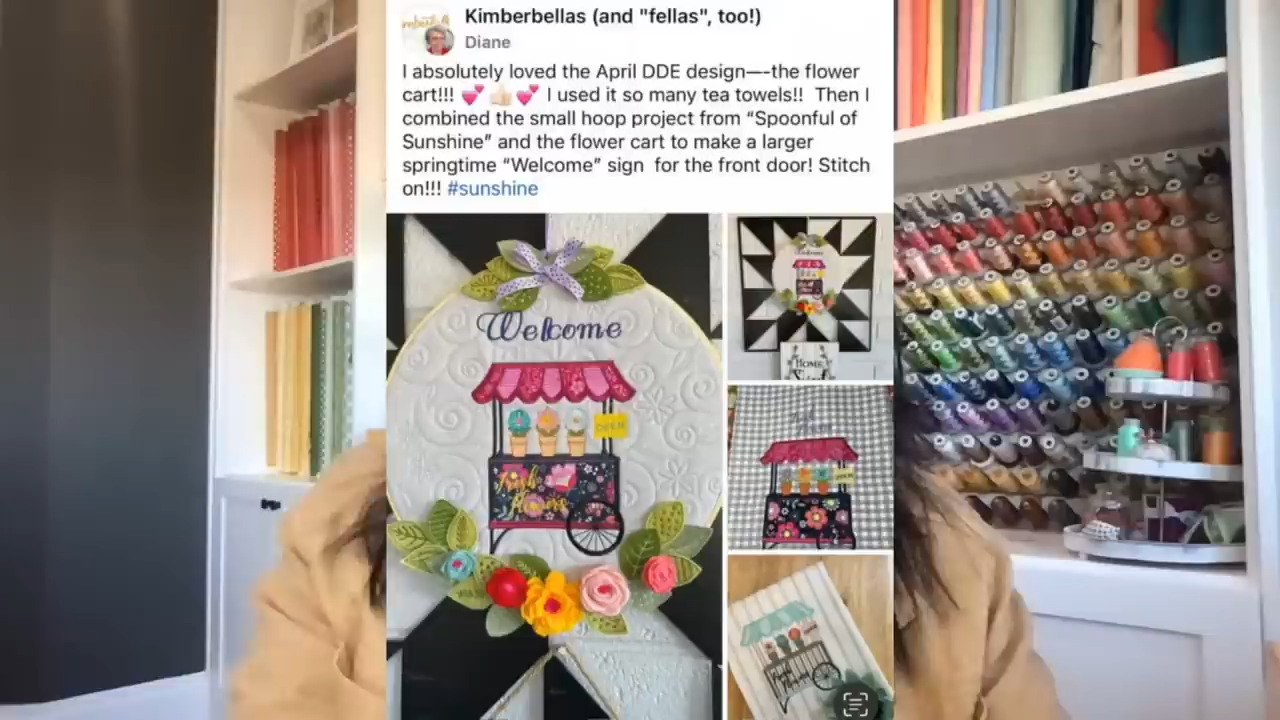 Kimberbellas (and "fellas", too!)
Diane
I absolutely loved the April DDE design—-the flower
cart!!! 💕👍🏻💕 I used it so many tea towels!! Then I
combined the small hoop project from “Spoonful of
Sunshine” and the flower cart to make a larger
springtime “Welcome” sign for the front door! Stitch
on!!! #sunshine
Welcome
OPEN
Fresh
Flowers
HOME
OPEN